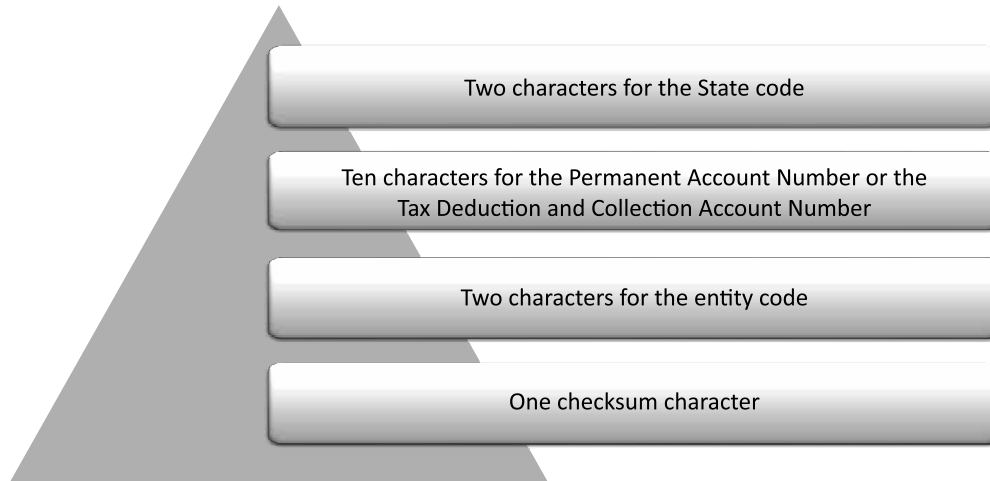 Two characters for the State code
Ten characters for the Permanent Account Number or the
Tax Deduction and Collection Account Number
Two characters for the entity code
One checksum character